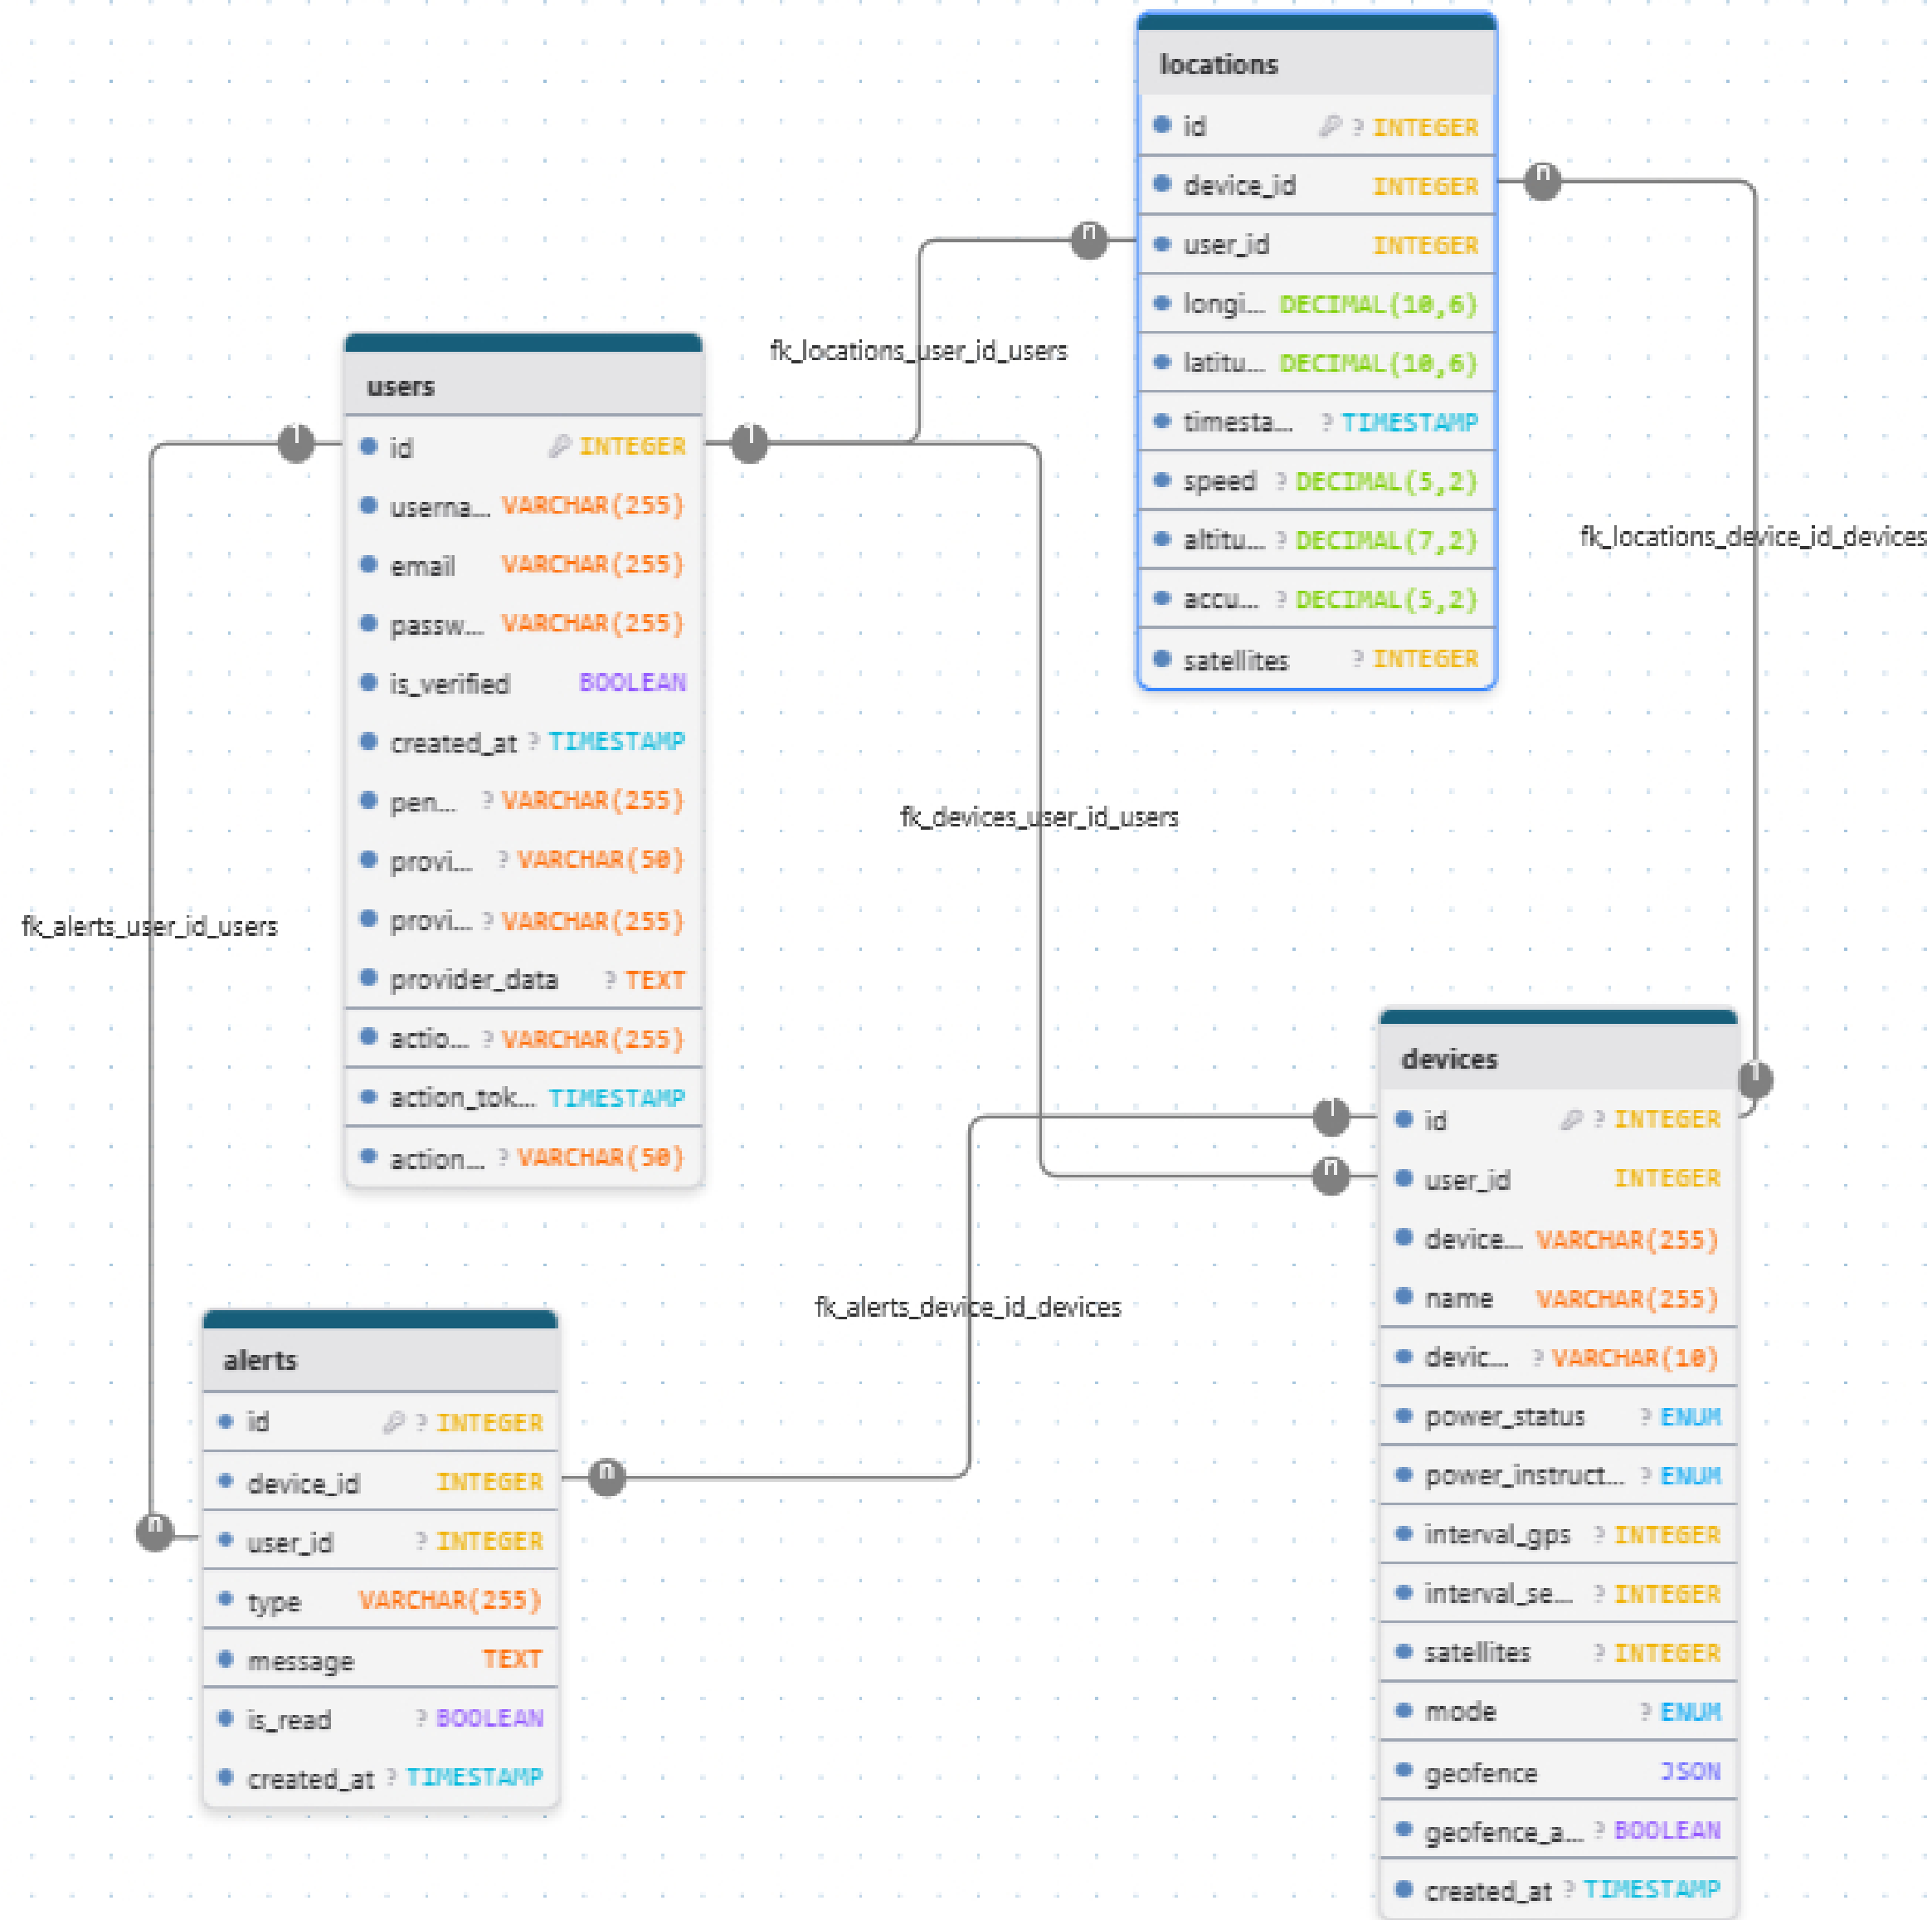 locations
id ? INTEGER
device_id INTEGER
user_id INTEGER
longi... DECIMAL(10,6)
latitu... DECIMAL(10,6)
timesta... ? TIMESTAMP
speed ? DECIMAL(5,2)
altitu... ? DECIMAL(7,2)
accu... ? DECIMAL(5,2)
satellites ? INTEGER
n
n
fk_locations_user_id_users
fk_locations_device_id_devices
users
id INTEGER
userna... VARCHAR(255)
email VARCHAR(255)
passw... VARCHAR(255)
is_verified BOOLEAN
created_at ? TIMESTAMP
pen... ? VARCHAR(255)
provi... ? VARCHAR(50)
provi... ? VARCHAR(255)
provider_data ? TEXT
actio... ? VARCHAR(255)
action_tok... TIMESTAMP
action... ? VARCHAR(50)
1
1
fk_devices_user_id_users
fk_alerts_user_id_users
devices
id ? INTEGER
user_id INTEGER
device... VARCHAR(255)
name VARCHAR(255)
devic... ? VARCHAR(10)
power_status ? ENUM
power_instruct... ? ENUM
interval_gps ? INTEGER
interval_se... ? INTEGER
satellites ? INTEGER
mode ? ENUM
geofence JSON
geofence_a... ? BOOLEAN
created_at ? TIMESTAMP
1
1
n
fk_alerts_device_id_devices
alerts
id ? INTEGER
device_id INTEGER
user_id ? INTEGER
type VARCHAR(255)
message TEXT
is_read ? BOOLEAN
created_at ? TIMESTAMP
n
n